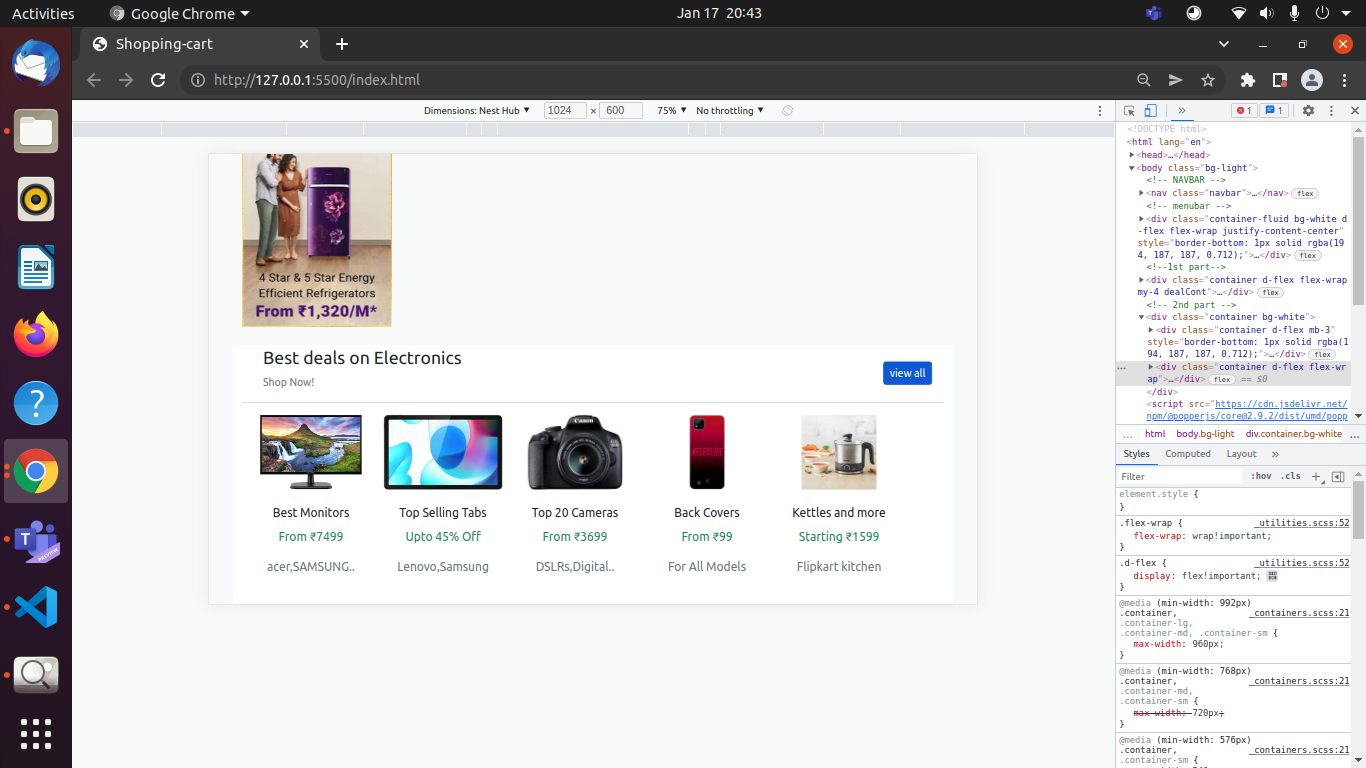 Activities
Google Chrome
Jan 17 20:43
Shopping-cart
http://127.0.0.1:5500/index.html
Dimensions: Nest Hub
1024 × 600
75%
No throttling
4 Star & 5 Star Energy
Efficient Refrigerators
From ₹1,320/M*
Best deals on Electronics
Shop Now!
view all
Canon
#FLEXLIFE
Best Monitors
Top Selling Tabs
Top 20 Cameras
Back Covers
Kettles and more
From ₹7499
Upto 45% Off
From ₹3699
From ₹99
Starting ₹1599
acer,SAMSUNG..
Lenovo,Samsung
DSLRs,Digital..
For All Models
Flipkart kitchen
PREVIEW
» 1 1
<!DOCTYPE html>
<html lang="en">
<head>…</head>
<body class="bg-light">
<!-- NAVBAR -->
<nav class="navbar">…</nav> flex
<!-- menubar -->
<div class="container-fluid bg-white d
-flex flex-wrap justify-content-center"
style="border-bottom: 1px solid rgba(19
4, 187, 187, 0.712);">…</div> flex
<!--1st part-->
<div class="container d-flex flex-wrap
my-4 dealCont">…</div> flex
<!-- 2nd part -->
<div class="container bg-white">
<div class="container d-flex mb-3"
style="border-bottom: 1px solid rgba(1
94, 187, 187, 0.712);">…</div> flex
… <div class="container d-flex flex-wr
ap">…</div> flex == $0
</div>
<script src="https://cdn.jsdelivr.net/
npm/@popperjs/core@2.9.2/dist/umd/popp
… html body.bg-light div.container.bg-white …
Styles Computed Layout »
Filter :hov .cls +
element.style {
}
.flex-wrap { _utilities.scss:52
flex-wrap: wrap!important;
}
.d-flex { _utilities.scss:52
display: flex!important;
}
@media (min-width: 992px)
.container, _containers.scss:21
.container-lg,
.container-md, .container-sm {
max-width: 960px;
}
@media (min-width: 768px)
.container, _containers.scss:21
.container-md,
.container-sm {
max-width: 720px;
}
@media (min-width: 576px)
.container, _containers.scss:21
.container-sm {